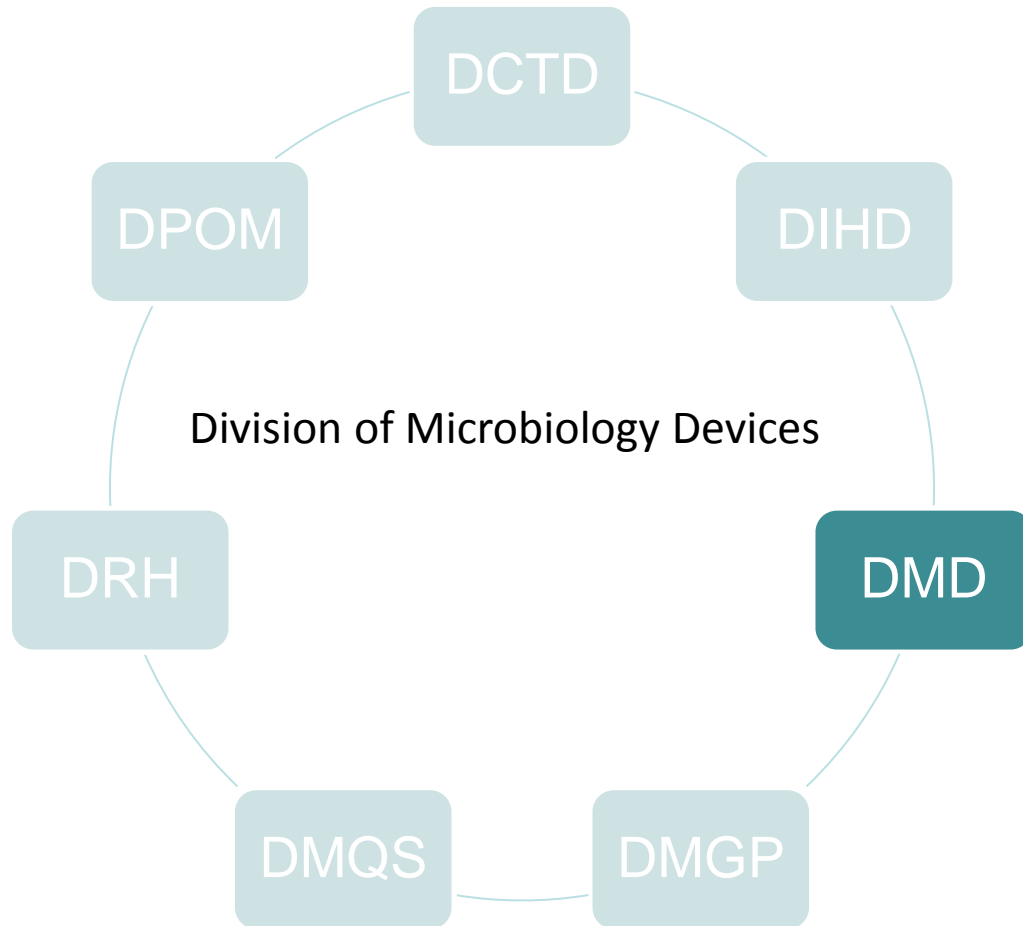 DCTD
DPOM
DIHD
Division of Microbiology Devices
DRH
DMD
DMQS
DMGP